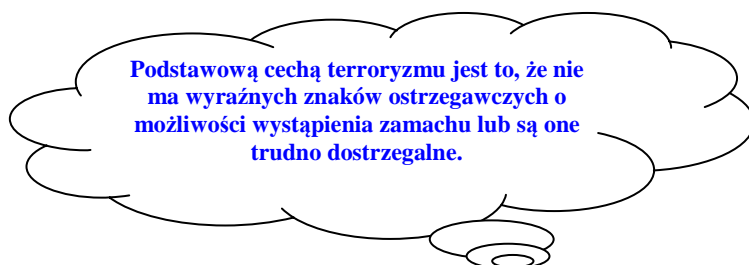 Podstawową cechą terroryzmu jest to, że nie
ma wyraźnych znaków ostrzegawczych o
możliwości wystąpienia zamachu lub są one
trudno dostrzegalne.